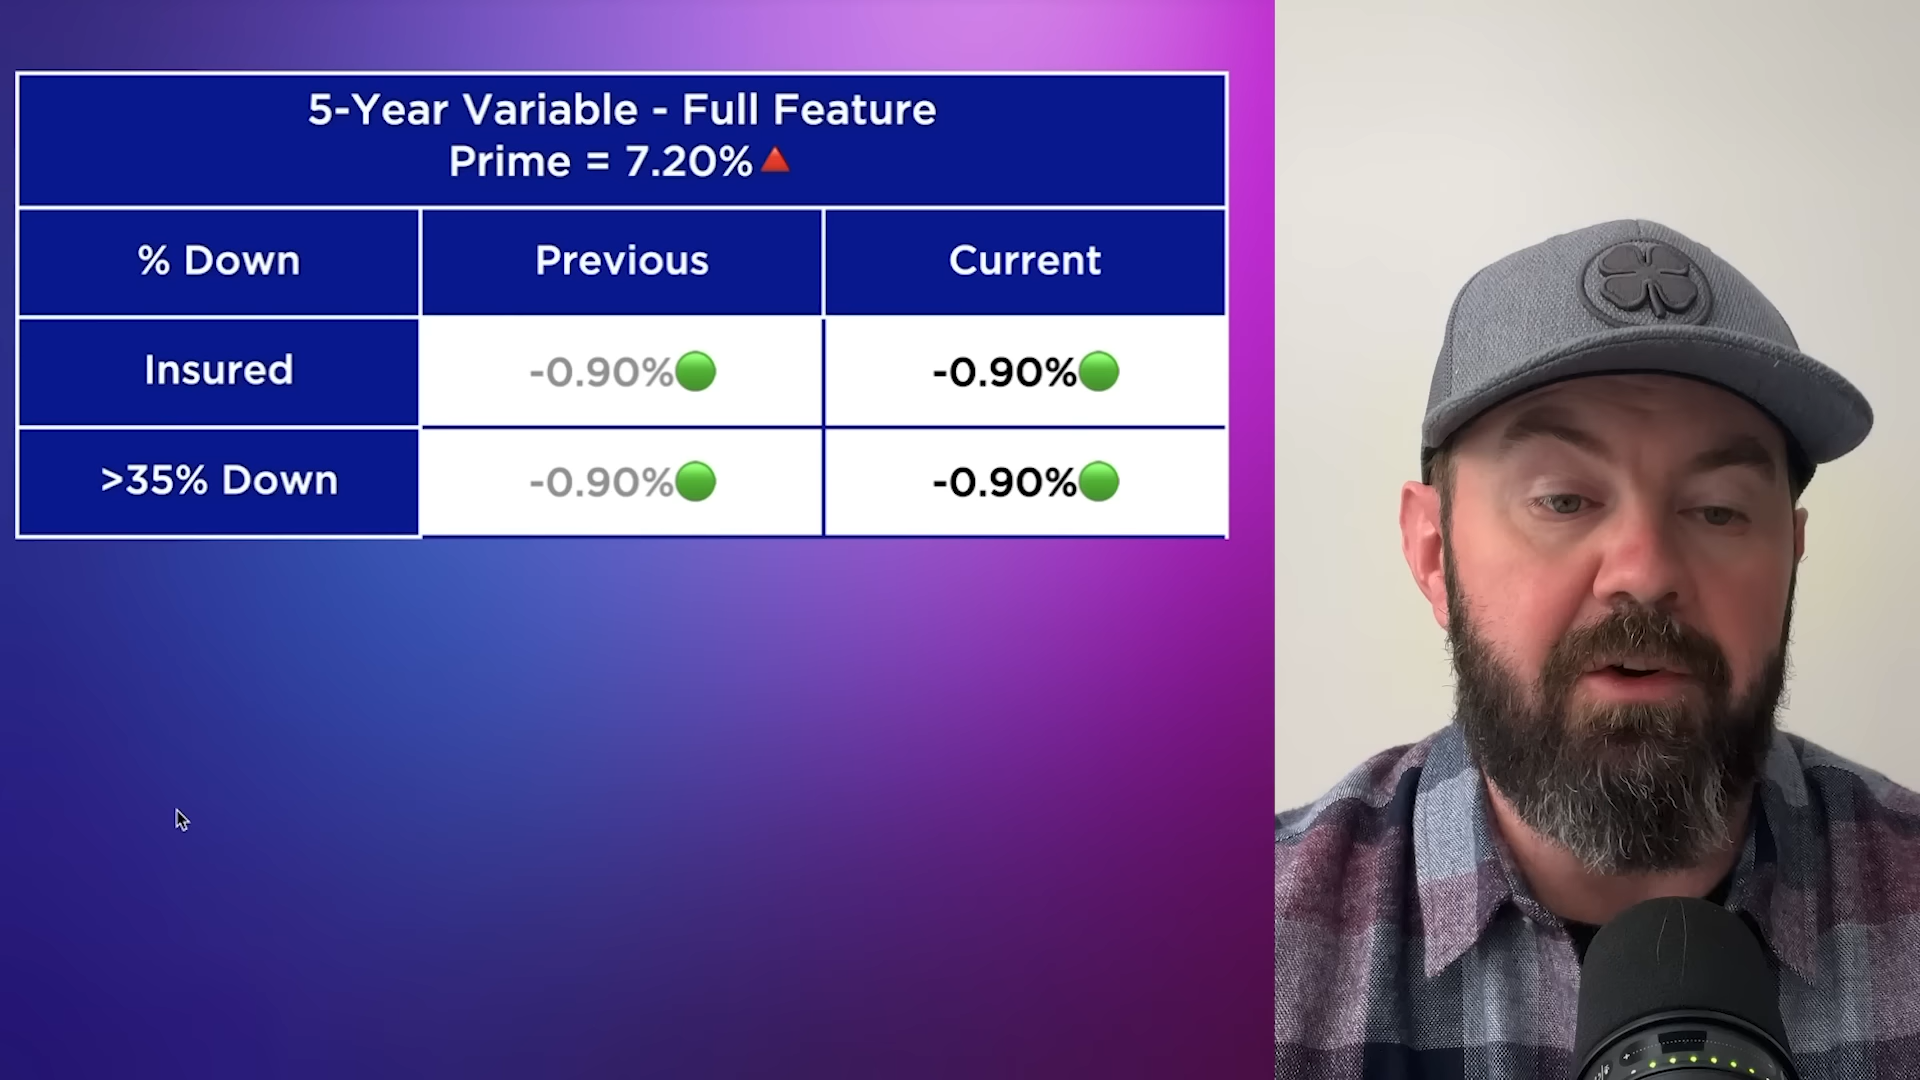 5-Year Variable - Full Feature
Prime = 7.20%🔺
% Down
Previous
Current
Insured
-0.90%🟢
-0.90%🟢
>35% Down
-0.90%🟢
-0.90%🟢